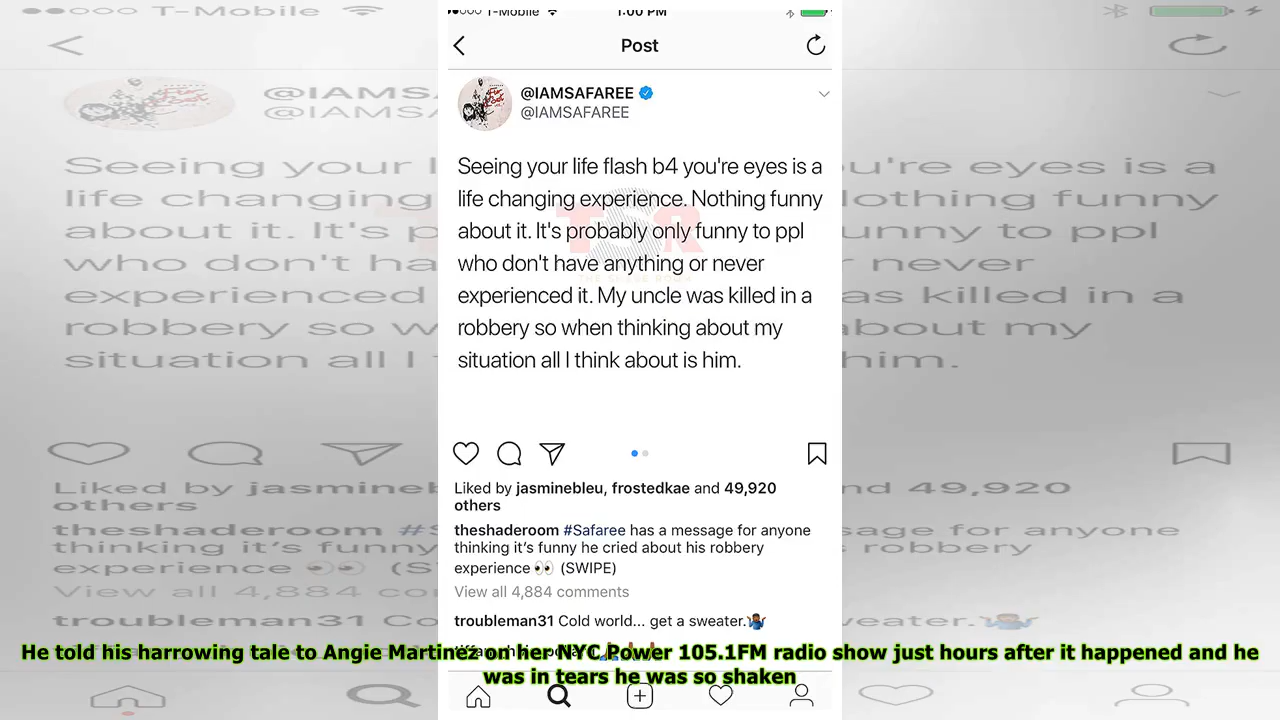 T-Mobile 1:00 PM
Post
@IAMSAFAREE
@IAMSAFAREE
Seeing your life flash b4 you're eyes is a
life changing experience. Nothing funny
about it. It's probably only funny to ppl
who don't have anything or never
experienced it. My uncle was killed in a
robbery so when thinking about my
situation all I think about is him.
TSR
THE SHADE ROOM
Liked by jasminebleu, frostedkae and 49,920
others
theshaderoom #Safaree has a message for anyone
thinking it's funny he cried about his robbery
experience 👀 (SWIPE)
View all 4,884 comments
troubleman31 Cold world... get a sweater.🤷🏾‍♂️
He told his harrowing tale to Angie Martinez on her NYC Power 105.1FM radio show just hours after it happened and he
was in tears he was so shaken